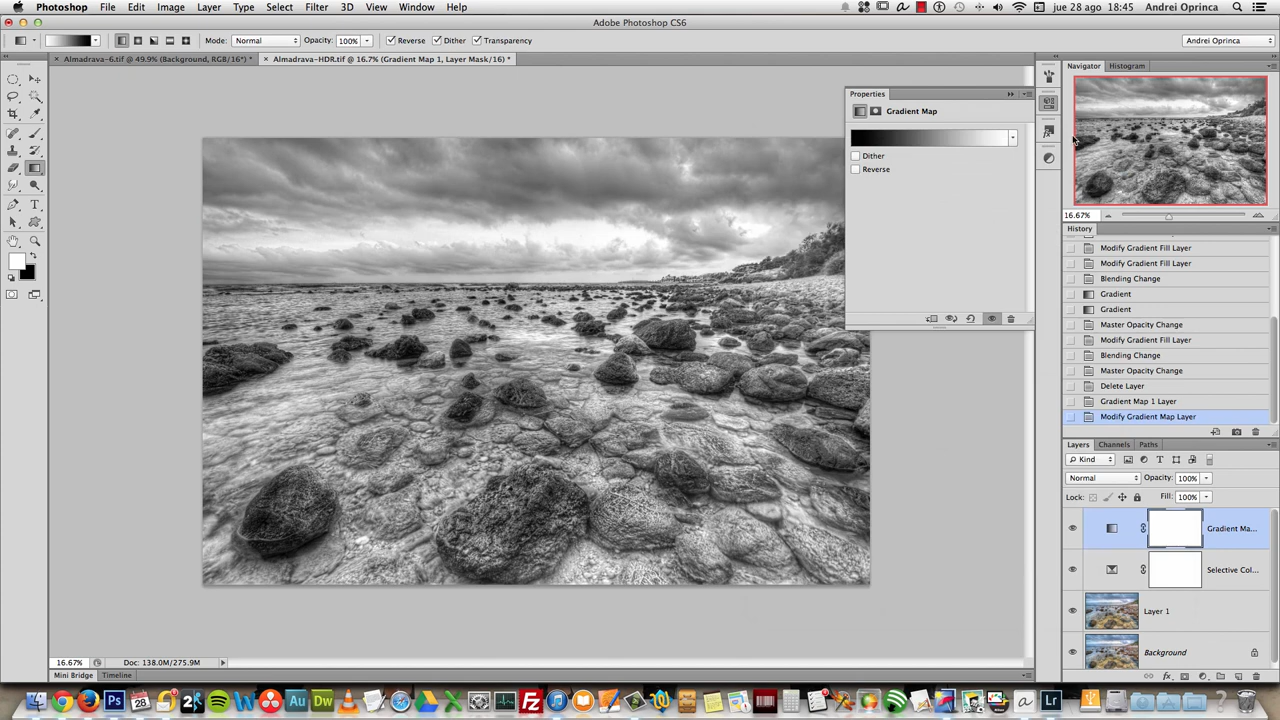 Photoshop File Edit Image Layer Type Select Filter 3D View Window Help jue 28 ago 18:45 Andrei Oprinca
Adobe Photoshop CS6
Mode: Normal Opacity: 100% Reverse Dither Transparency Andrei Oprinca
Almadrava-6.tif @ 49.9% (Background, RGB/16*) * Almadrava-HDR.tif @ 16.7% (Gradient Map 1, Layer Mask/16) *
Navigator Histogram
Properties
Gradient Map
Dither
Reverse
16.67%
History
Modify Gradient Fill Layer
Modify Gradient Fill Layer
Blending Change
Gradient
Gradient
Master Opacity Change
Modify Gradient Fill Layer
Blending Change
Master Opacity Change
Delete Layer
Gradient Map 1 Layer
Modify Gradient Map Layer
Layers Channels Paths
Kind
Normal Opacity: 100%
Lock: Fill: 100%
Gradient Ma...
Selective Col...
Layer 1
Background
16.67% Doc: 138.0M/275.9M
Mini Bridge Timeline
Ps 28 Au Dw Lr